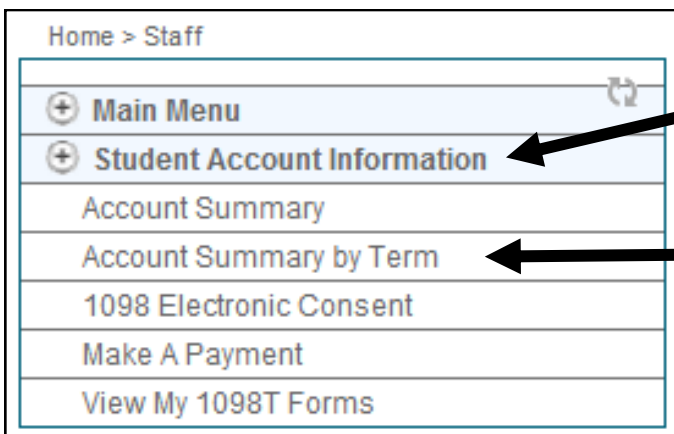 Home > Staff
Main Menu
Student Account Information
Account Summary
Account Summary by Term
1098 Electronic Consent
Make A Payment
View My 1098T Forms